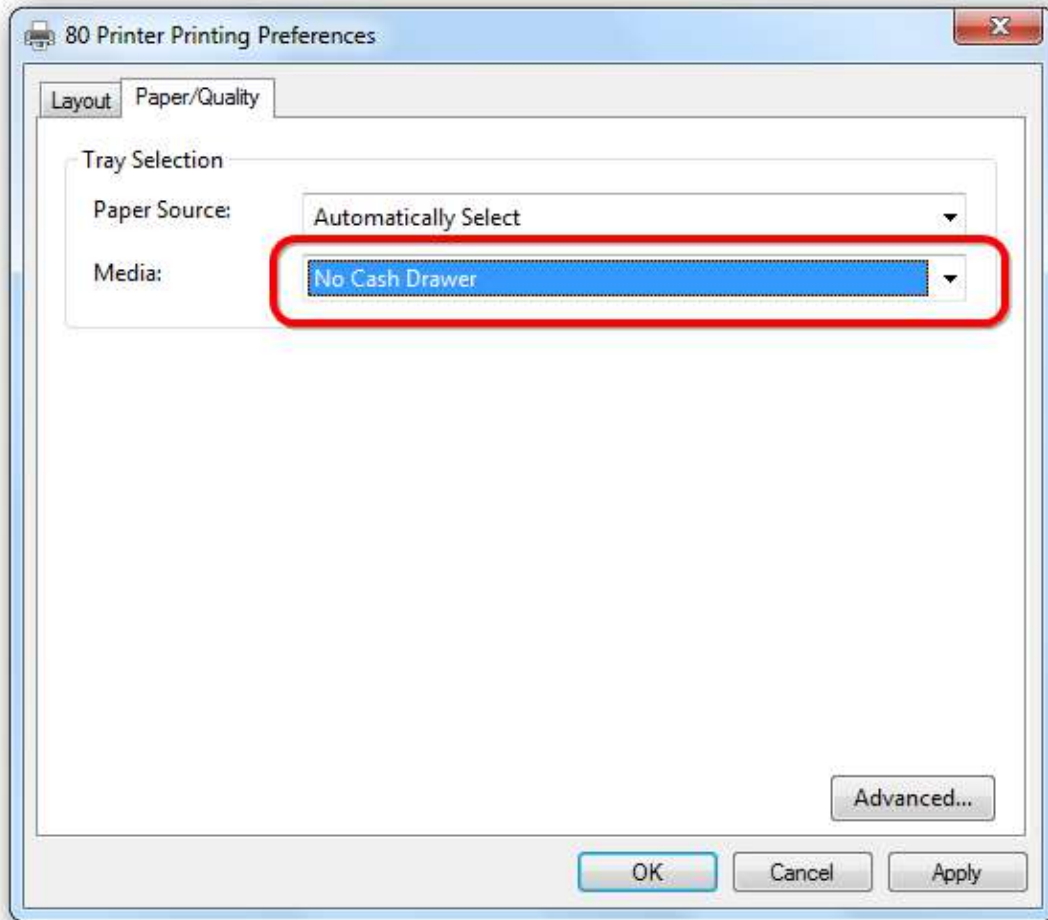 80 Printer Printing Preferences
Layout Paper/Quality
Tray Selection
Paper Source: Automatically Select
Media: No Cash Drawer
Advanced...
OK Cancel Apply